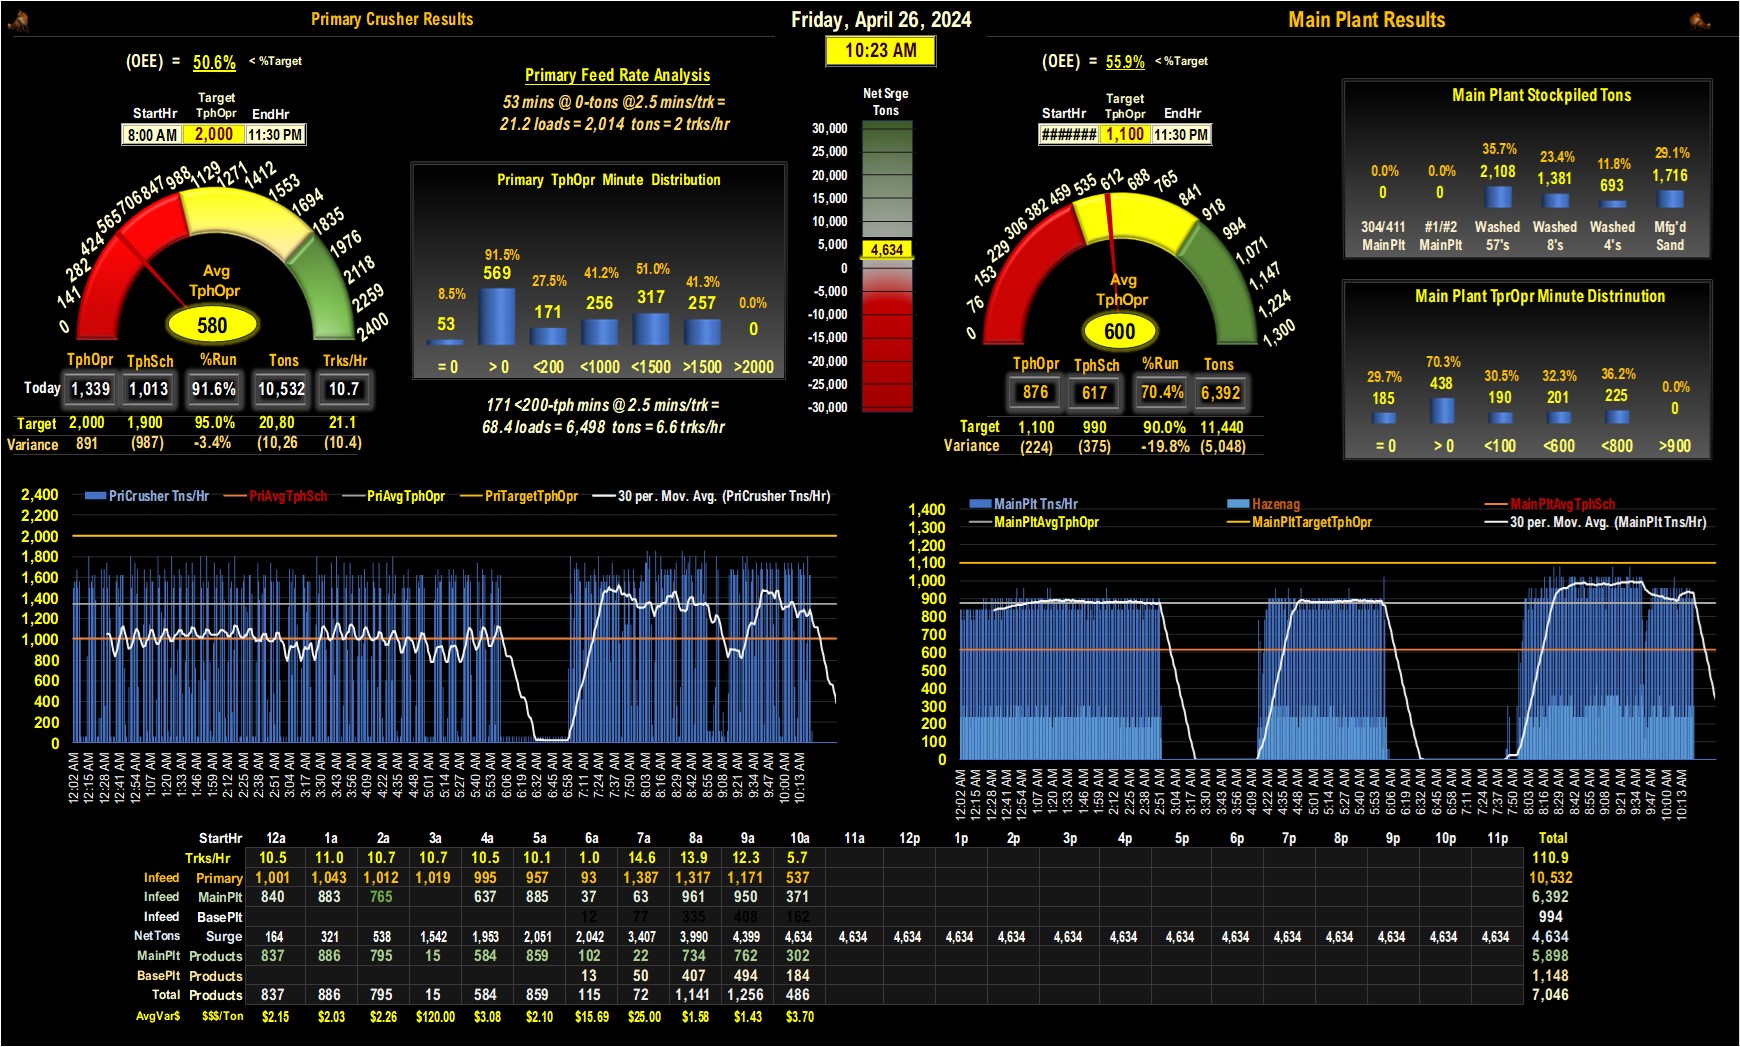 Primary Crusher Results
Friday, April 26, 2024
Main Plant Results
10:23 AM
(OEE) = 50.6% < %Target
StartHr Target TphOpr EndHr
8:00 AM 2,000 11:30 PM
0 141 282 424 565 706 847 988 1129 1271 1412 1553 1694 1835 1976 2118 2259 2400
Avg
TphOpr
580
TphOpr TphSch %Run Tons Trks/Hr
Today 1,339 1,013 91.6% 10,532 10.7
Target 2,000 1,900 95.0% 20,80 21.1
Variance 891 (987) -3.4% (10,26 (10.4)
Primary Feed Rate Analysis
53 mins @ 0-tons @2.5 mins/trk =
21.2 loads = 2,014 tons = 2 trks/hr
Primary TphOpr Minute Distribution
8.5% 91.5% 27.5% 41.2% 51.0% 41.3% 0.0%
53 569 171 256 317 257 0
= 0 > 0 <200 <1000 <1500 >1500 >2000
171 <200-tph mins @ 2.5 mins/trk =
68.4 loads = 6,498 tons = 6.6 trks/hr
Net Srge
Tons
30,000
25,000
20,000
15,000
10,000
5,000
4,634
0
-5,000
-10,000
-15,000
-20,000
-25,000
-30,000
(OEE) = 55.9% < %Target
StartHr Target TphOpr EndHr
####### 1,100 11:30 PM
0 76 153 229 306 382 459 535 612 688 765 841 918 994 1,071 1,147 1,224 1,300
Avg
TphOpr
600
TphOpr TphSch %Run Tons
876 617 70.4% 6,392
Target 1,100 990 90.0% 11,440
Variance (224) (375) -19.8% (5,048)
Main Plant Stockpiled Tons
0.0% 0.0% 35.7% 23.4% 11.8% 29.1%
0 0 2,108 1,381 693 1,716
304/411 #1/#2 Washed Washed Washed Mfg'd
MainPlt MainPlt 57's 8's 4's Sand
Main Plant TprOpr Minute Distrinution
29.7% 70.3% 30.5% 32.3% 36.2% 0.0%
185 438 190 201 225 0
= 0 > 0 <100 <600 <800 >900
PriCrusher Tns/Hr PriAvgTphSch PriAvgTphOpr PriTargetTphOpr 30 per. Mov. Avg. (PriCrusher Tns/Hr)
2,400
2,200
2,000
1,800
1,600
1,400
1,200
1,000
800
600
400
200
0
12:02 AM 12:15 AM 12:28 AM 12:41 AM 12:54 AM 1:07 AM 1:20 AM 1:33 AM 1:46 AM 1:59 AM 2:12 AM 2:25 AM 2:38 AM 2:51 AM 3:04 AM 3:17 AM 3:30 AM 3:43 AM 3:56 AM 4:09 AM 4:22 AM 4:35 AM 4:48 AM 5:01 AM 5:14 AM 5:27 AM 5:40 AM 5:53 AM 6:06 AM 6:19 AM 6:32 AM 6:45 AM 6:58 AM 7:11 AM 7:24 AM 7:37 AM 7:50 AM 8:03 AM 8:16 AM 8:29 AM 8:42 AM 8:55 AM 9:08 AM 9:21 AM 9:34 AM 9:47 AM 10:00 AM 10:13 AM
MainPlt Tns/Hr Hazenag MainPltAvgTphSch
MainPltAvgTphOpr MainPltTargetTphOpr 30 per. Mov. Avg. (MainPlt Tns/Hr)
1,400
1,300
1,200
1,100
1,000
900
800
700
600
500
400
300
200
100
0
12:02 AM 12:15 AM 12:28 AM 12:41 AM 12:54 AM 1:07 AM 1:20 AM 1:33 AM 1:46 AM 1:59 AM 2:12 AM 2:25 AM 2:38 AM 2:51 AM 3:04 AM 3:17 AM 3:30 AM 3:43 AM 3:56 AM 4:09 AM 4:22 AM 4:35 AM 4:48 AM 5:01 AM 5:14 AM 5:27 AM 5:40 AM 5:53 AM 6:06 AM 6:19 AM 6:32 AM 6:45 AM 6:58 AM 7:11 AM 7:24 AM 7:37 AM 7:50 AM 8:03 AM 8:16 AM 8:29 AM 8:42 AM 8:55 AM 9:08 AM 9:21 AM 9:34 AM 9:47 AM 10:00 AM 10:13 AM
StartHr 12a 1a 2a 3a 4a 5a 6a 7a 8a 9a 10a 11a 12p 1p 2p 3p 4p 5p 6p 7p 8p 9p 10p 11p Total
Trks/Hr 10.5 11.0 10.7 10.7 10.5 10.1 1.0 14.6 13.9 12.3 5.7 110.9
Infeed Primary 1,001 1,043 1,012 1,019 995 957 93 1,387 1,317 1,171 537 10,532
Infeed MainPlt 840 883 765 637 885 37 63 961 950 371 6,392
Infeed BasePlt 12 77 335 408 162 994
NetTons Surge 164 321 538 1,542 1,953 2,051 2,042 3,407 3,990 4,399 4,634 4,634 4,634 4,634 4,634 4,634 4,634 4,634 4,634 4,634 4,634 4,634 4,634 4,634 4,634
MainPlt Products 837 886 795 15 584 859 102 22 734 762 302 5,898
BasePlt Products 13 50 407 494 184 1,148
Total Products 837 886 795 15 584 859 115 72 1,141 1,256 486 7,046
AvgVar$ $$$/Ton $2.15 $2.03 $2.26 $120.00 $3.08 $2.10 $15.69 $25.00 $1.58 $1.43 $3.70